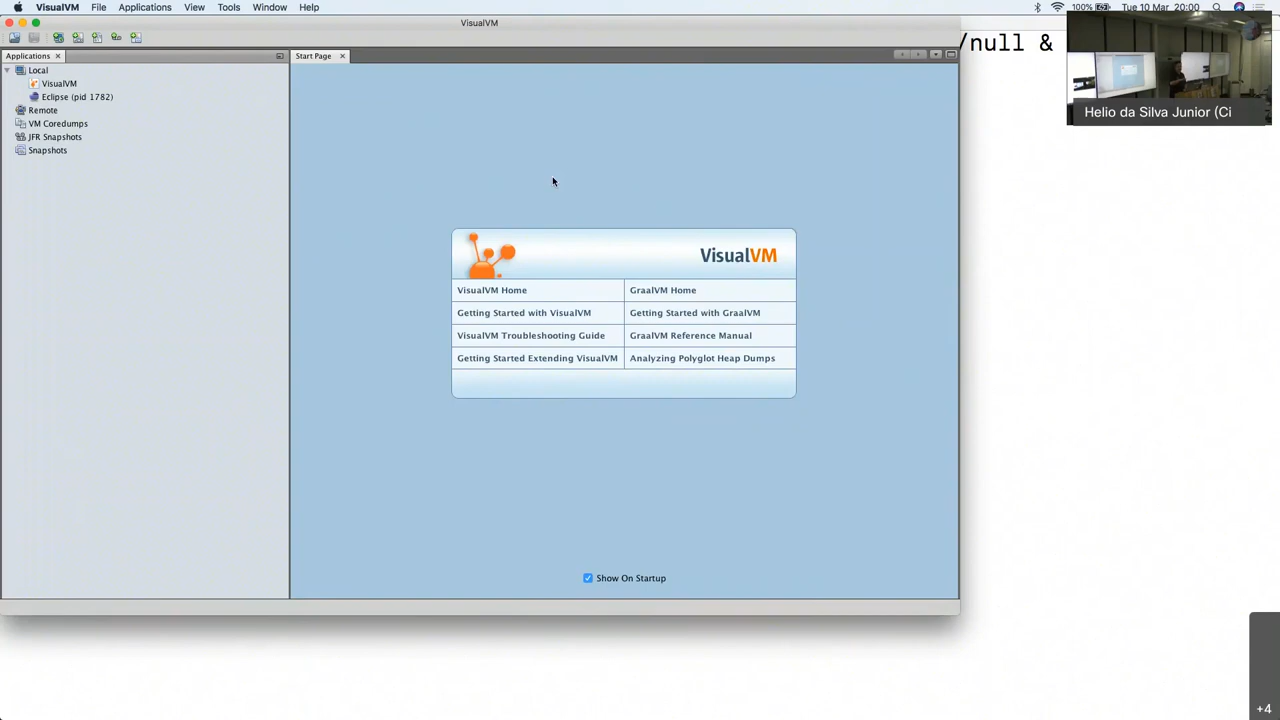 VisualVM File Applications View Tools Window Help
100% Tue 10 Mar 20:00
VisualVM
/null &
Applications
Start Page
Local
VisualVM
Eclipse (pid 1782)
Remote
VM Coredumps
JFR Snapshots
Snapshots
Helio da Silva Junior (Ci
VisualVM
VisualVM Home
GraalVM Home
Getting Started with VisualVM
Getting Started with GraalVM
VisualVM Troubleshooting Guide
GraalVM Reference Manual
Getting Started Extending VisualVM
Analyzing Polyglot Heap Dumps
Show On Startup
+4